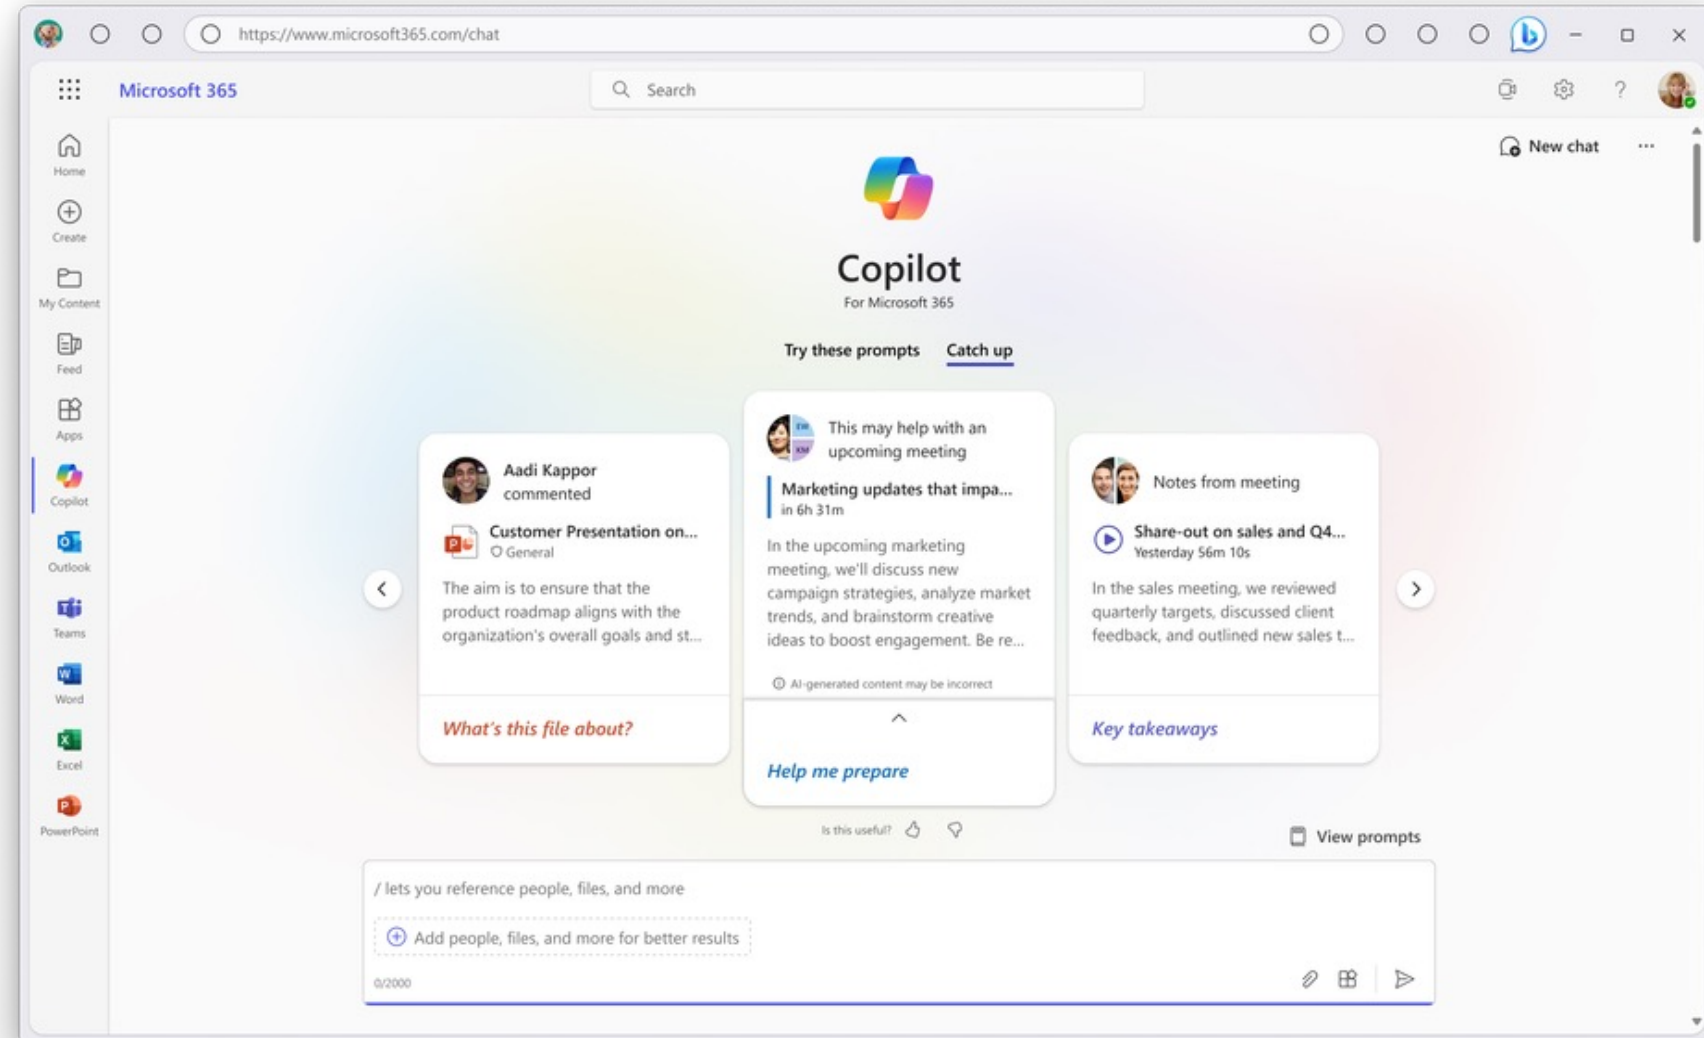 https://www.microsoft365.com/chat
Microsoft 365
Search
Home
Create
My Content
Feed
Apps
Copilot
Outlook
Teams
Word
Excel
PowerPoint
New chat
Copilot
For Microsoft 365
Try these prompts
Catch up
Aadi Kappor
commented
Customer Presentation on...
General
The aim is to ensure that the
product roadmap aligns with the
organization's overall goals and st...
What's this file about?
EW
KM
This may help with an
upcoming meeting
Marketing updates that impa...
in 6h 31m
In the upcoming marketing
meeting, we'll discuss new
campaign strategies, analyze market
trends, and brainstorm creative
ideas to boost engagement. Be re...
AI-generated content may be incorrect
Help me prepare
Notes from meeting
Share-out on sales and Q4...
Yesterday 56m 10s
In the sales meeting, we reviewed
quarterly targets, discussed client
feedback, and outlined new sales t...
Key takeaways
Is this useful?
View prompts
/ lets you reference people, files, and more
Add people, files, and more for better results
0/2000